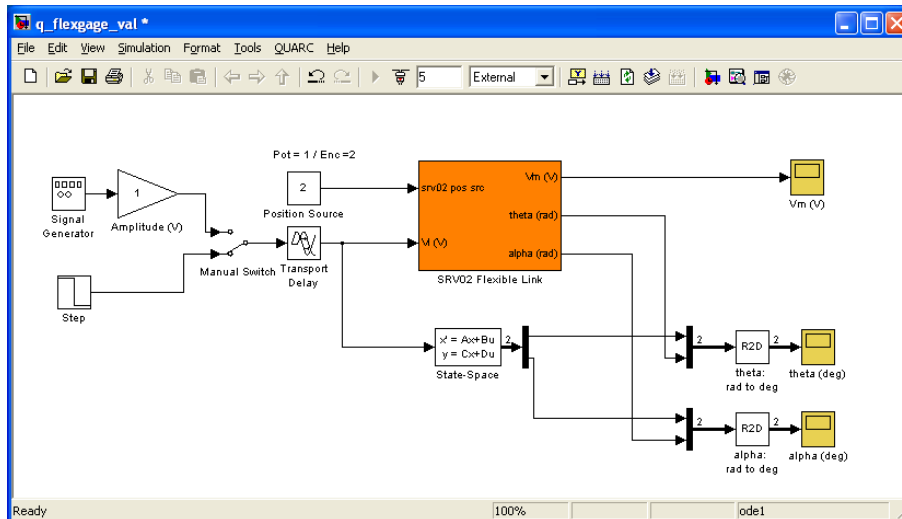 q_flexgage_val *
File Edit View Simulation Format Tools QUARC Help
5 External
Pot = 1 / Enc =2
Signal
Generator
1
Amplitude (V)
2
Position Source
srv02 pos src
Vm (V)
theta (rad)
Vl (V)
alpha (rad)
SRV02 Flexible Link
Vm (V)
Manual Switch
Transport
Delay
Step
x' = Ax+Bu
y = Cx+Du
State-Space
2
2
R2D
2
theta:
rad to deg
theta (deg)
2
R2D
2
alpha:
rad to deg
alpha (deg)
Ready 100% ode1